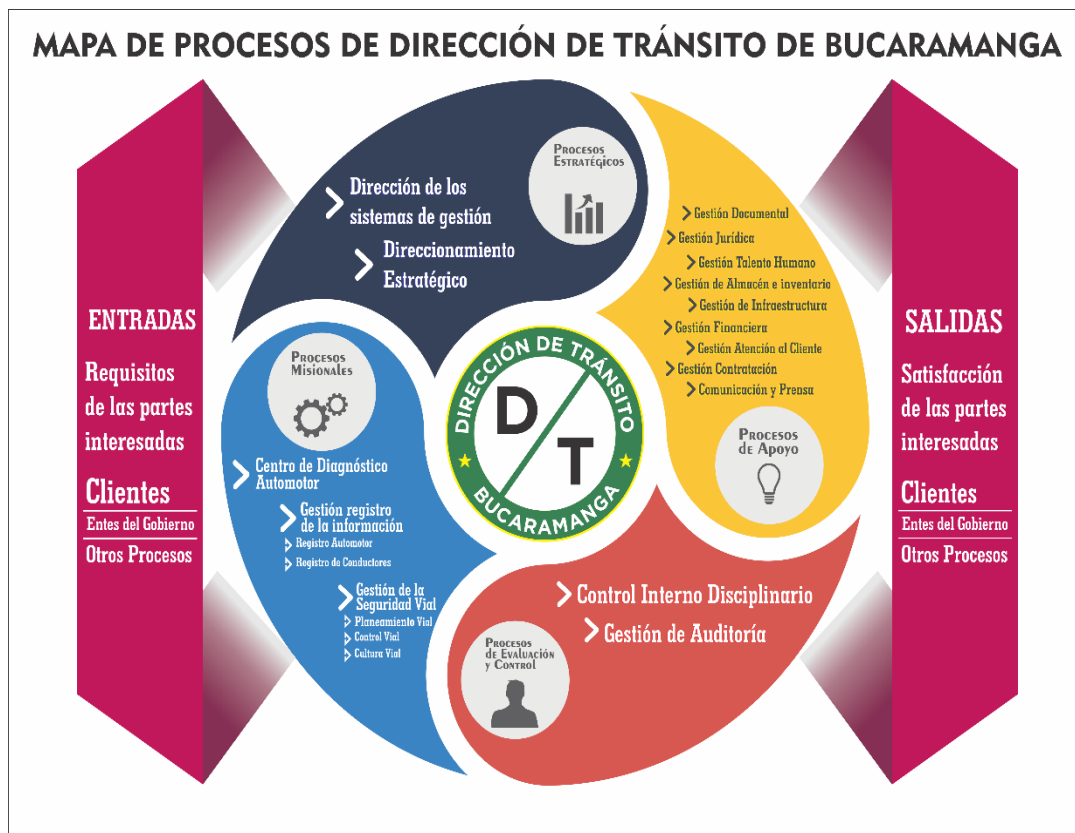 MAPA DE PROCESOS DE DIRECCIÓN DE TRÁNSITO DE BUCARAMANGA
ENTRADAS
Requisitos
de las partes
interesadas
Clientes
Entes del Gobierno
Otros Procesos
PROCESOS
ESTRATÉGICOS
Dirección de los
sistemas de gestión
Direccionamiento
Estratégico
PROCESOS
MISIONALES
Centro de Diagnóstico
Automotor
Gestión registro
de la información
Registro Automotor
Registro de Conductores
Gestión de la
Seguridad Vial
Planeamiento Vial
Control Vial
Cultura Vial
DIRECCIÓN DE TRÁNSITO
D
T
BUCARAMANGA
Gestión Documental
Gestión Jurídica
Gestión Talento Humano
Gestión de Almacén e inventario
Gestión de Infraestructura
Gestión Financiera
Gestión Atención al Cliente
Gestión Contratación
Comunicación y Prensa
PROCESOS
DE APOYO
Control Interno Disciplinario
Gestión de Auditoría
PROCESOS
DE EVALUACIÓN
Y CONTROL
SALIDAS
Satisfacción
de las partes
interesadas
Clientes
Entes del Gobierno
Otros Procesos